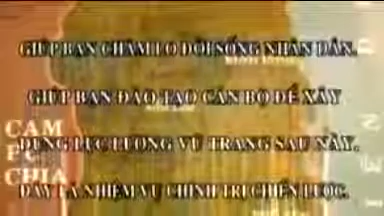 GIÚP BẠN CHĂM LO ĐỜI SỐNG NHÂN DÂN.
GIÚP BẠN ĐÀO TẠO CÁN BỘ ĐỂ XÂY
CAM
DỰNG LỰC LƯỢNG VŨ TRANG SAU NÀY.
CHIA
ĐÂY LÀ NHIỆM VỤ CHÍNH TRỊ CHIẾN LƯỢC.